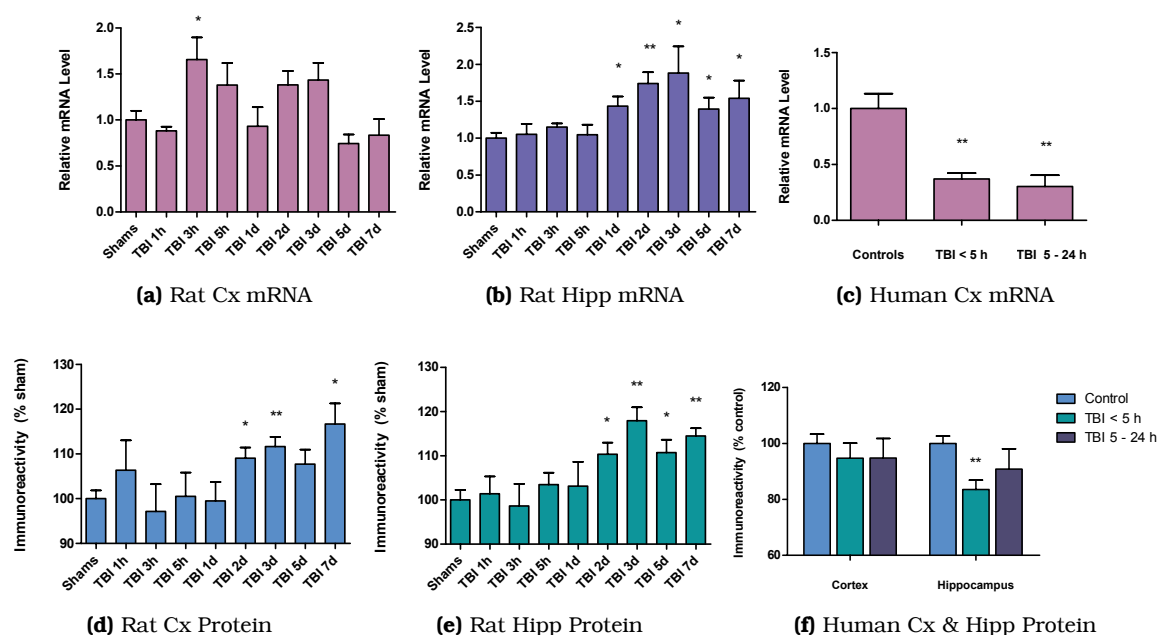 Relative mRNA Level
2.0
1.5
1.0
0.5
0.0
*
Shams
TBI 1h
TBI 3h
TBI 5h
TBI 1d
TBI 2d
TBI 3d
TBI 5d
TBI 7d
(a) Rat Cx mRNA
Relative mRNA Level
2.5
2.0
1.5
1.0
0.5
0.0
*
**
*
*
*
Shams
TBI 1h
TBI 3h
TBI 5h
TBI 1d
TBI 2d
TBI 3d
TBI 5d
TBI 7d
(b) Rat Hipp mRNA
Relative mRNA Level
1.5
1.0
0.5
0.0
**
**
Controls
TBI < 5 h
TBI 5 - 24 h
(c) Human Cx mRNA
Immunoreactivity (% sham)
130
120
110
100
90
*
**
*
Shams
TBI 1h
TBI 3h
TBI 5h
TBI 1d
TBI 2d
TBI 3d
TBI 5d
TBI 7d
(d) Rat Cx Protein
Immunoreactivity (% sham)
130
120
110
100
90
*
**
*
**
Shams
TBI 1h
TBI 3h
TBI 5h
TBI 1d
TBI 2d
TBI 3d
TBI 5d
TBI 7d
(e) Rat Hipp Protein
Immunoreactivity (% control)
120
100
80
60
**
Control
TBI < 5 h
TBI 5 - 24 h
Cortex
Hippocampus
(f) Human Cx & Hipp Protein